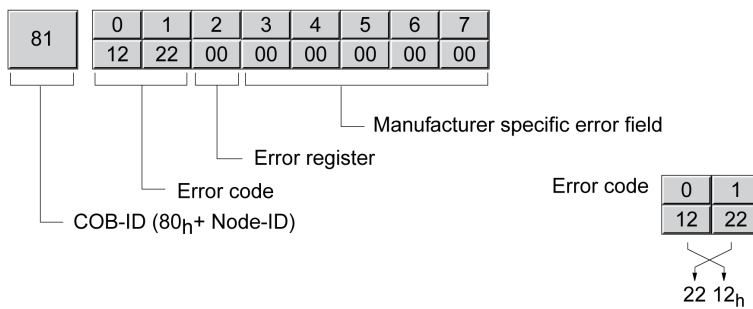 81
0 1 2 3 4 5 6 7
12 22 00 00 00 00 00 00
Manufacturer specific error field
Error register
Error code
COB-ID (80h+ Node-ID)
Error code
0 1
12 22
22 12h